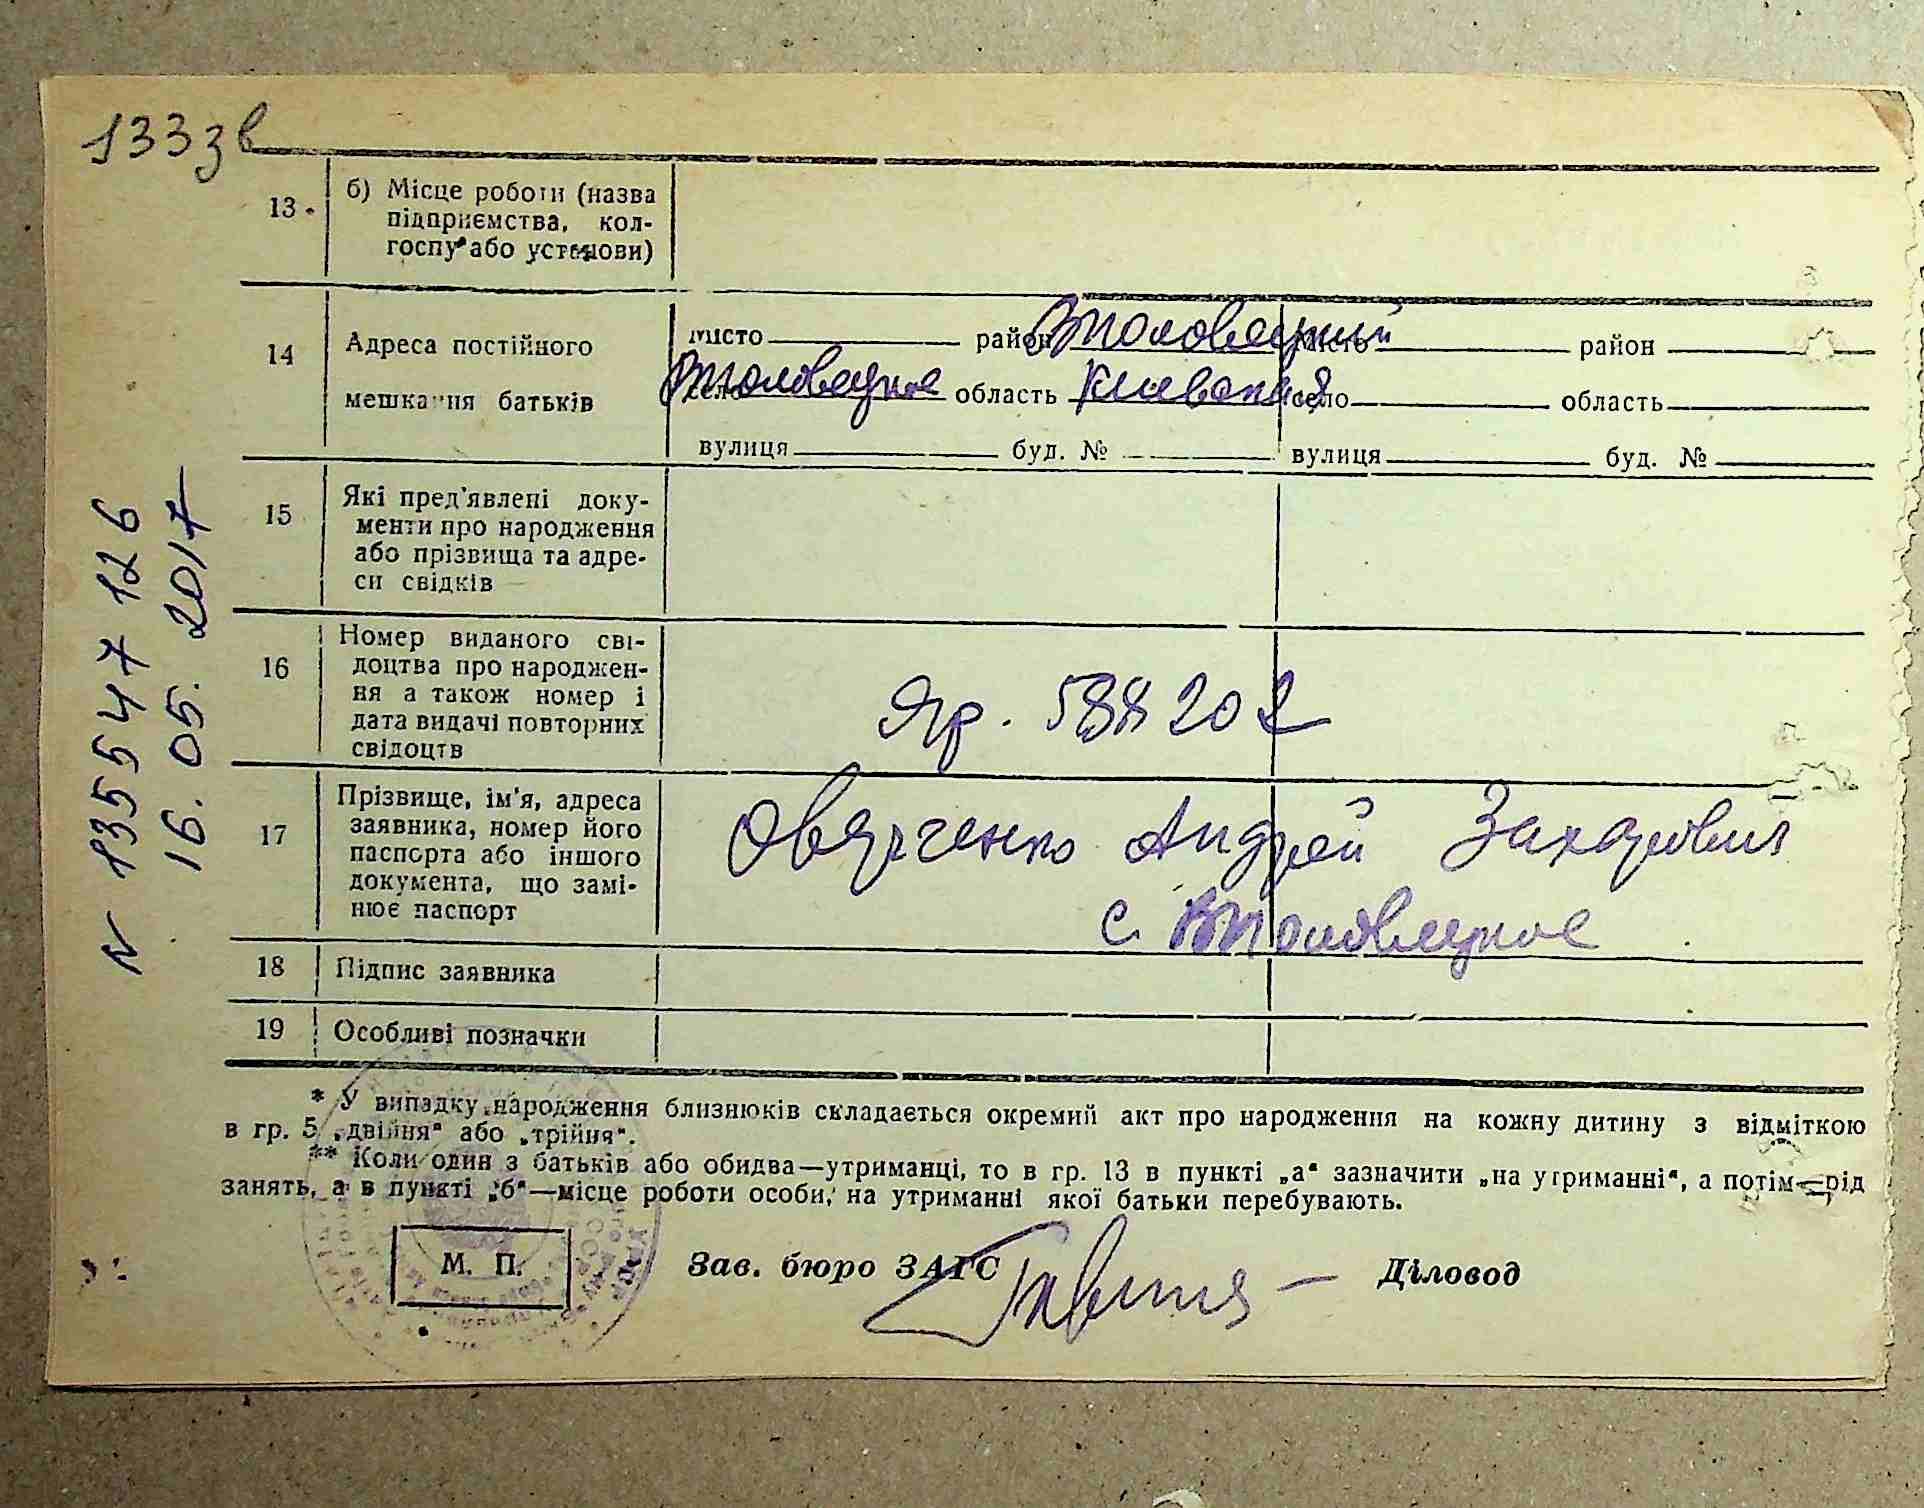 133зв
13. б) Місце роботи (назва
підприємства, кол-
госпу або установи)
14 Адреса постійного
мешкання батьків
місто район місто район
село область Киевская село область
вулиця буд. № вулиця буд. №
15 Які пред'явлені доку-
менти про народження
або прізвища та адре-
си свідків
16 Номер виданого сві-
доцтва про народжен-
ня а також номер і
дата видачі повторних
свідоцтв
Яр. 588202
17 Прізвище, ім'я, адреса
заявника, номер його
паспорта або іншого
документа, що замі-
нює паспорт
Андрей Захарович
с.
18 Підпис заявника
19 Особливі позначки
* У випадку народження близнюків складається окремий акт про народження на кожну дитину з відміткою
в гр. 5 „двійня“ або „трійня“.
** Коли один з батьків або обидва—утриманці, то в гр. 13 в пункті „а“ зазначити „на утриманні“, а потім—рід
занять, а в пункті „б“—місце роботи особи, на утриманні якої батьки перебувають.
М. П. Зав. бюро ЗАГС Діловод
N 135547126
16. 05. 2017